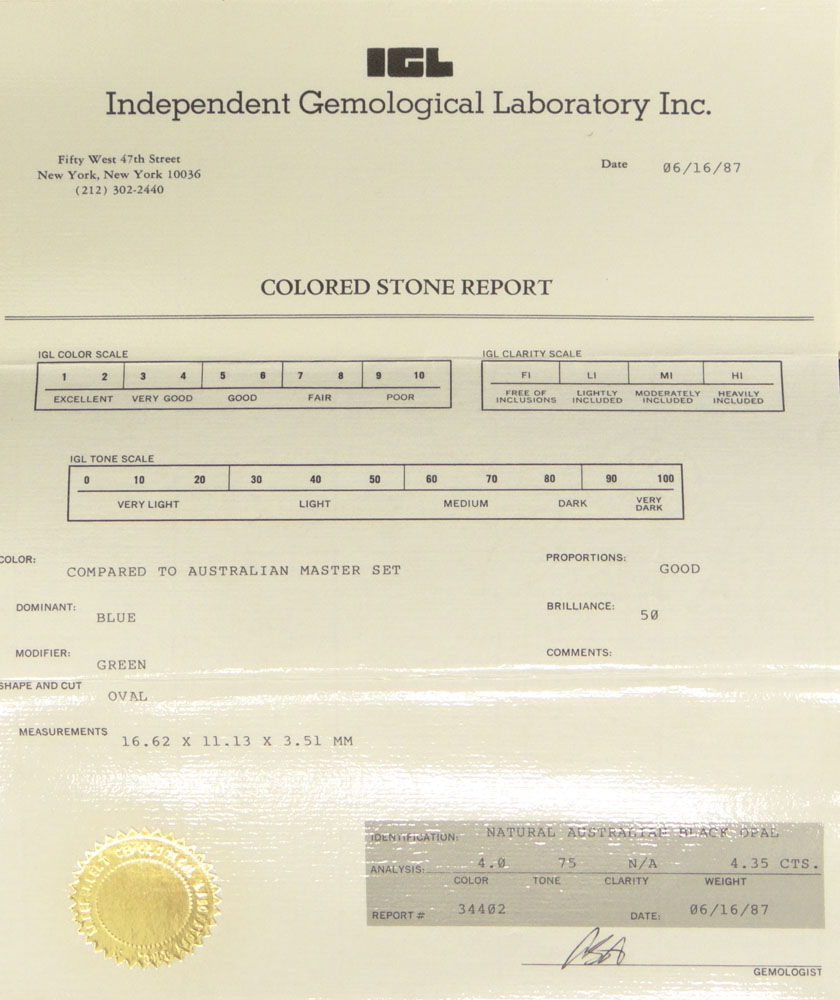 IGL
Independent Gemological Laboratory Inc.
Fifty West 47th Street
New York, New York 10036
(212) 302-2440
Date 06/16/87
COLORED STONE REPORT
IGL COLOR SCALE
1 2 3 4 5 6 7 8 9 10
EXCELLENT VERY GOOD GOOD FAIR POOR
IGL CLARITY SCALE
FI LI MI HI
FREE OF INCLUSIONS LIGHTLY INCLUDED MODERATELY INCLUDED HEAVILY INCLUDED
IGL TONE SCALE
0 10 20 30 40 50 60 70 80 90 100
VERY LIGHT LIGHT MEDIUM DARK VERY DARK
COLOR: COMPARED TO AUSTRALIAN MASTER SET
PROPORTIONS: GOOD
DOMINANT: BLUE
BRILLIANCE: 50
MODIFIER: GREEN
COMMENTS:
SHAPE AND CUT OVAL
MEASUREMENTS 16.62 X 11.13 X 3.51 MM
IDENTIFICATION: NATURAL AUSTRALIAN BLACK OPAL
ANALYSIS: 4.0 75 N/A 4.35 CTS.
COLOR TONE CLARITY WEIGHT
REPORT # 34402 DATE: 06/16/87
GEMOLOGIST